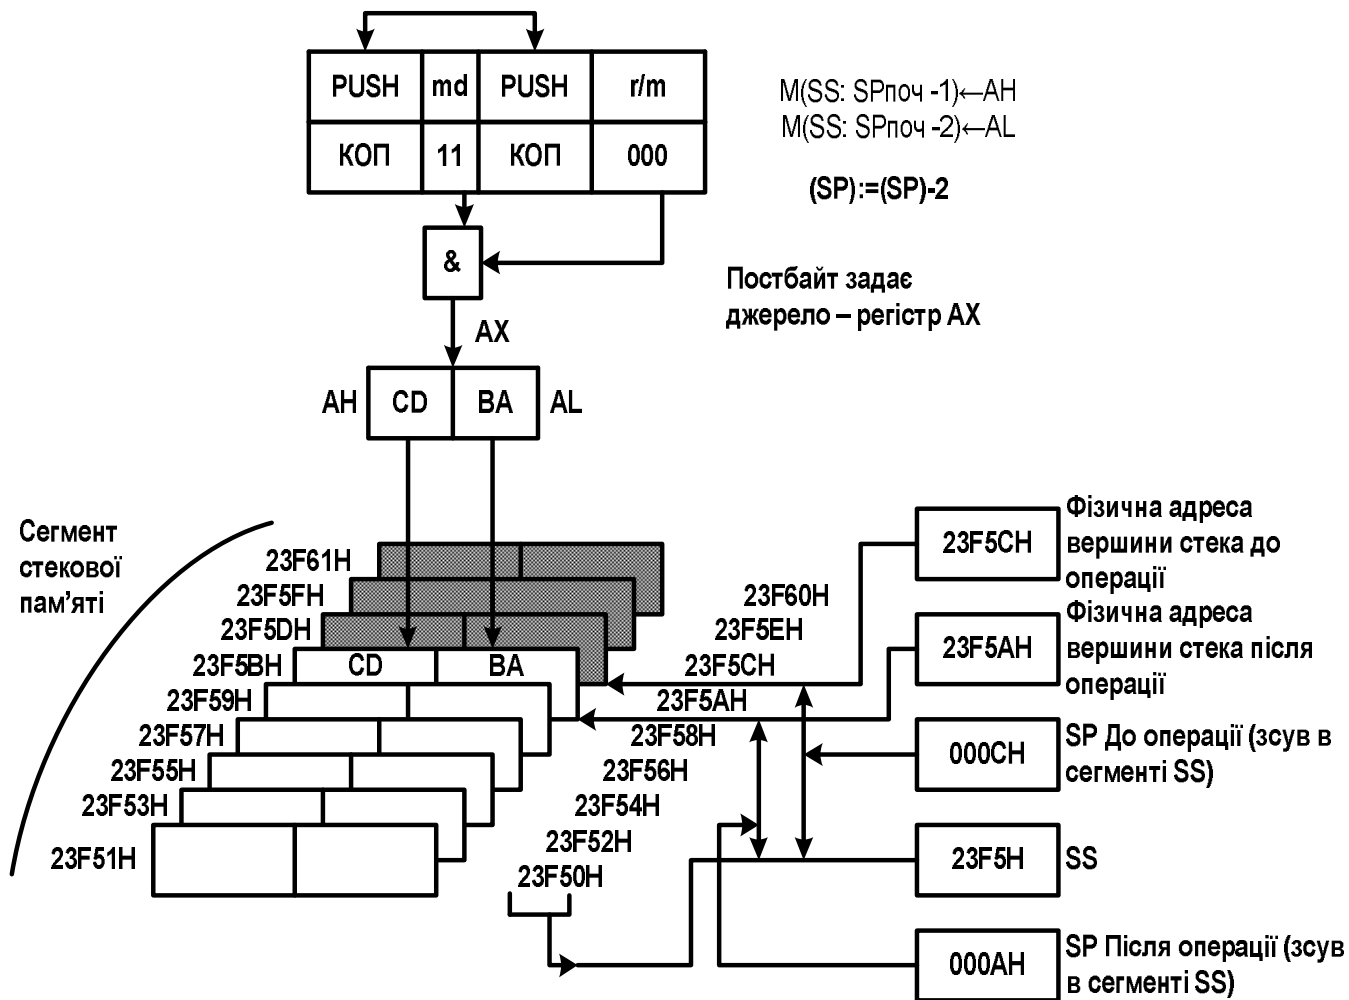 PUSH md PUSH r/m
КОП 11 КОП 000
M(SS: SPпоч -1)←AH
M(SS: SPпоч -2)←AL
(SP):=(SP)-2
&
Постбайт задає
джерело – регістр AX
AX
AH CD BA AL
Сегмент
стекової
пам’яті
23F61H
23F5FH
23F5DH
23F5BH
23F59H
23F57H
23F55H
23F53H
23F51H
CD BA
23F60H
23F5EH
23F5CH
23F5AH
23F58H
23F56H
23F54H
23F52H
23F50H
23F5CH
Фізична адреса
вершини стека до
операції
23F5AH
Фізична адреса
вершини стека після
операції
000CH
SP До операції (зсув в
сегменті SS)
23F5H
SS
000AH
SP Після операції (зсув
в сегменті SS)